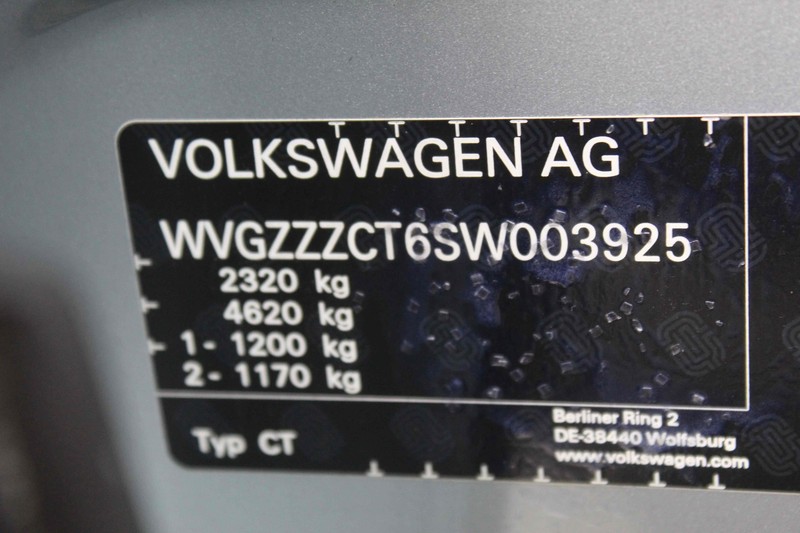 VOLKSWAGEN AG
WVGZZZCT6SW003925
2320 kg
4620 kg
1- 1200 kg
2- 1170 kg
Typ CT
Berliner Ring 2
DE-38440 Wolfsburg
www.volkswagen.com